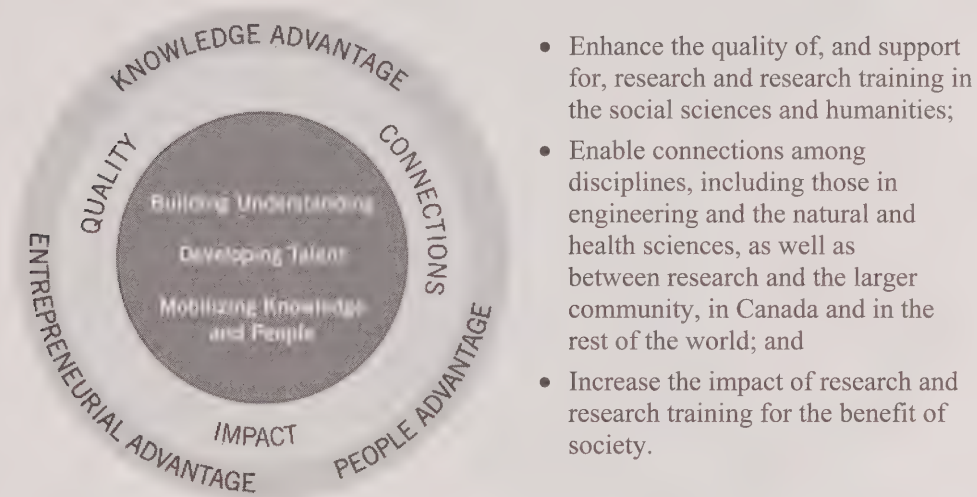 KNOWLEDGE ADVANTAGE
QUALITY
CONNECTIONS
Building Understanding
Developing Talent
Mobilizing Knowledge
and People
IMPACT
ENTREPRENEURIAL ADVANTAGE
PEOPLE ADVANTAGE
• Enhance the quality of, and support
for, research and research training in
the social sciences and humanities;
• Enable connections among
disciplines, including those in
engineering and the natural and
health sciences, as well as
between research and the larger
community, in Canada and in the
rest of the world; and
• Increase the impact of research and
research training for the benefit of
society.